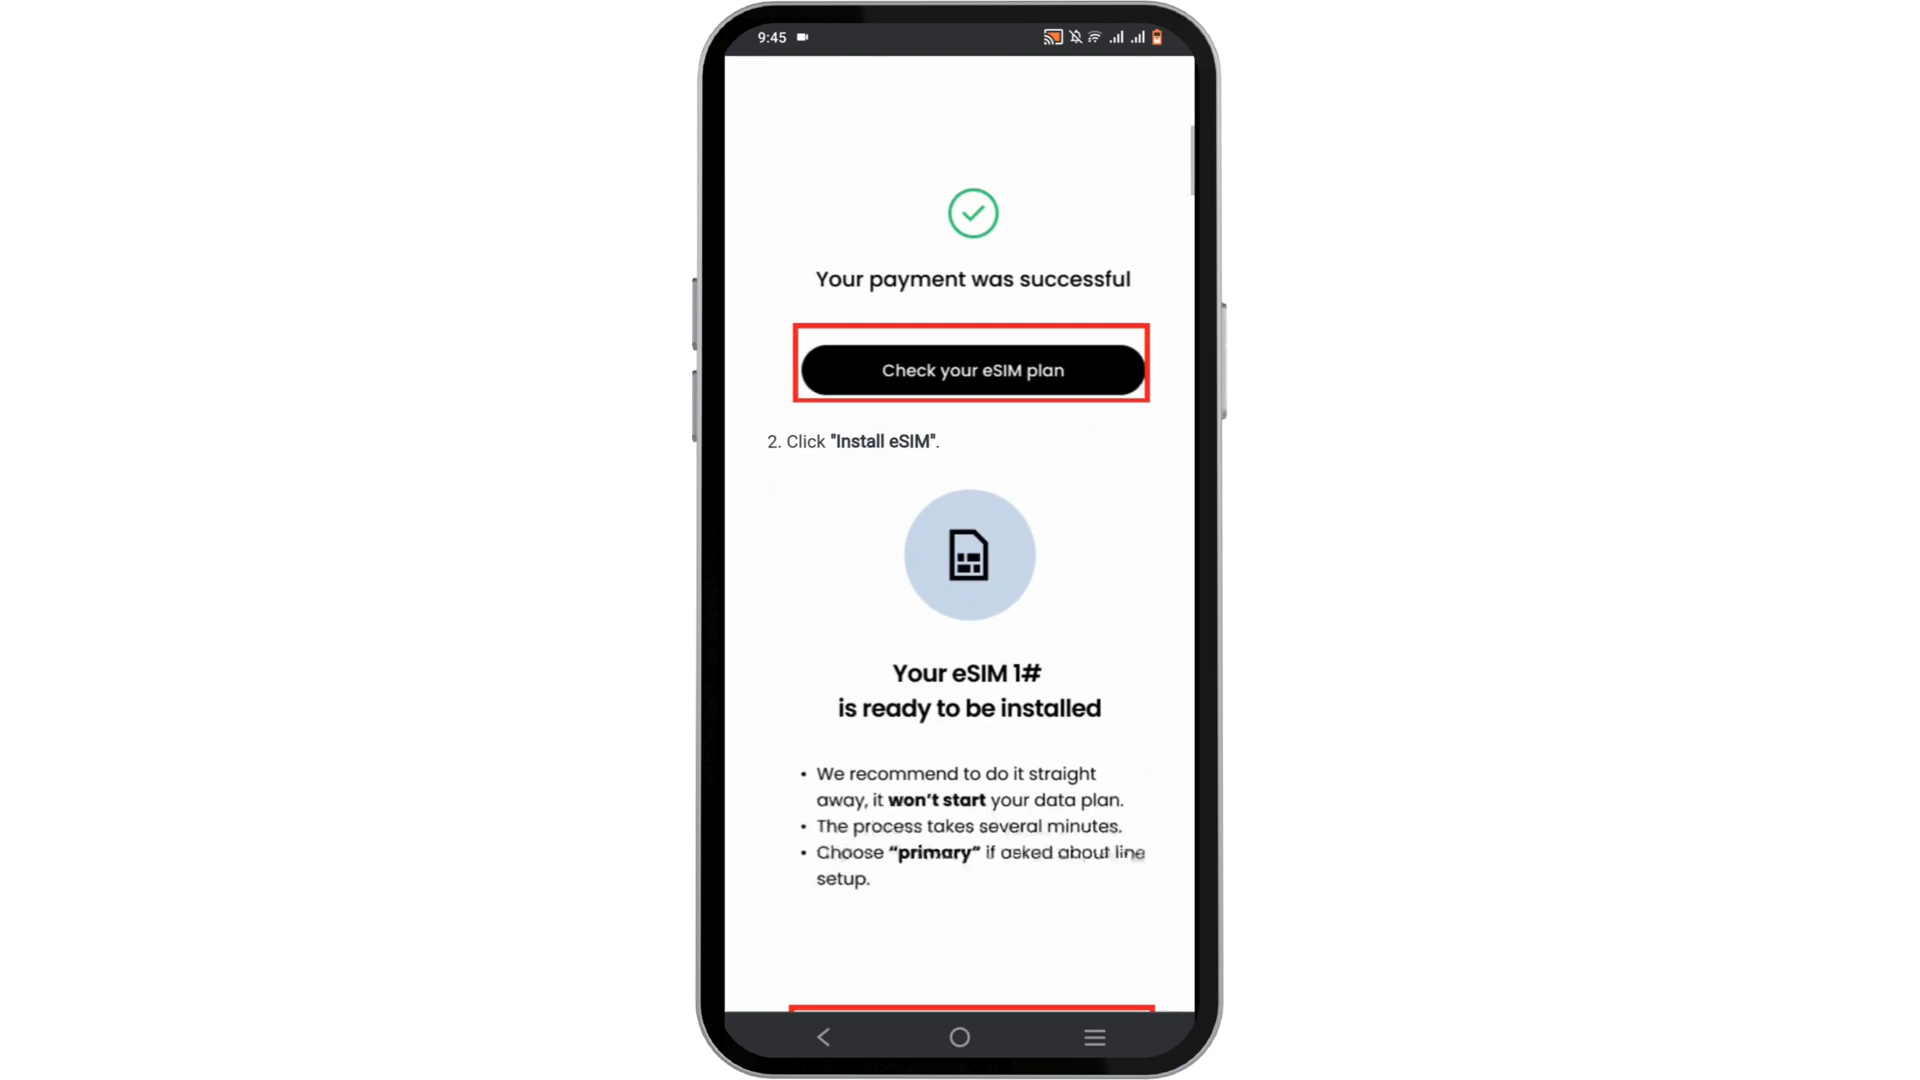 9:45
Your payment was successful
Check your eSIM plan
2. Click "Install eSIM".
Your eSIM 1#
is ready to be installed
• We recommend to do it straight
away, it won't start your data plan.
• The process takes several minutes.
• Choose “primary” if asked about line
setup.